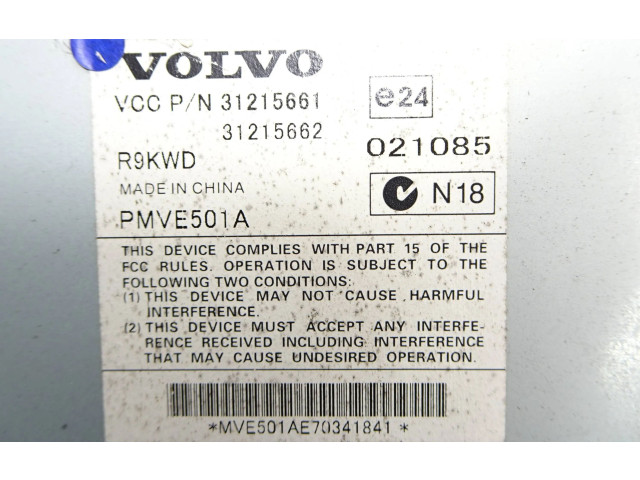 VOLVO
VCC P/N 31215661
31215662
e24
021085
R9KWD
MADE IN CHINA
N18
PMVE501A
THIS DEVICE COMPLIES WITH PART 15 OF THE
FCC RULES. OPERATION IS SUBJECT TO THE
FOLLOWING TWO CONDITIONS:
(1) THIS DEVICE MAY NOT CAUSE HARMFUL
INTERFERENCE.
(2) THIS DEVICE MUST ACCEPT ANY INTERFE-
RENCE RECEIVED INCLUDING INTERFERENCE
THAT MAY CAUSE UNDESIRED OPERATION.
*MVE501AE70341841*